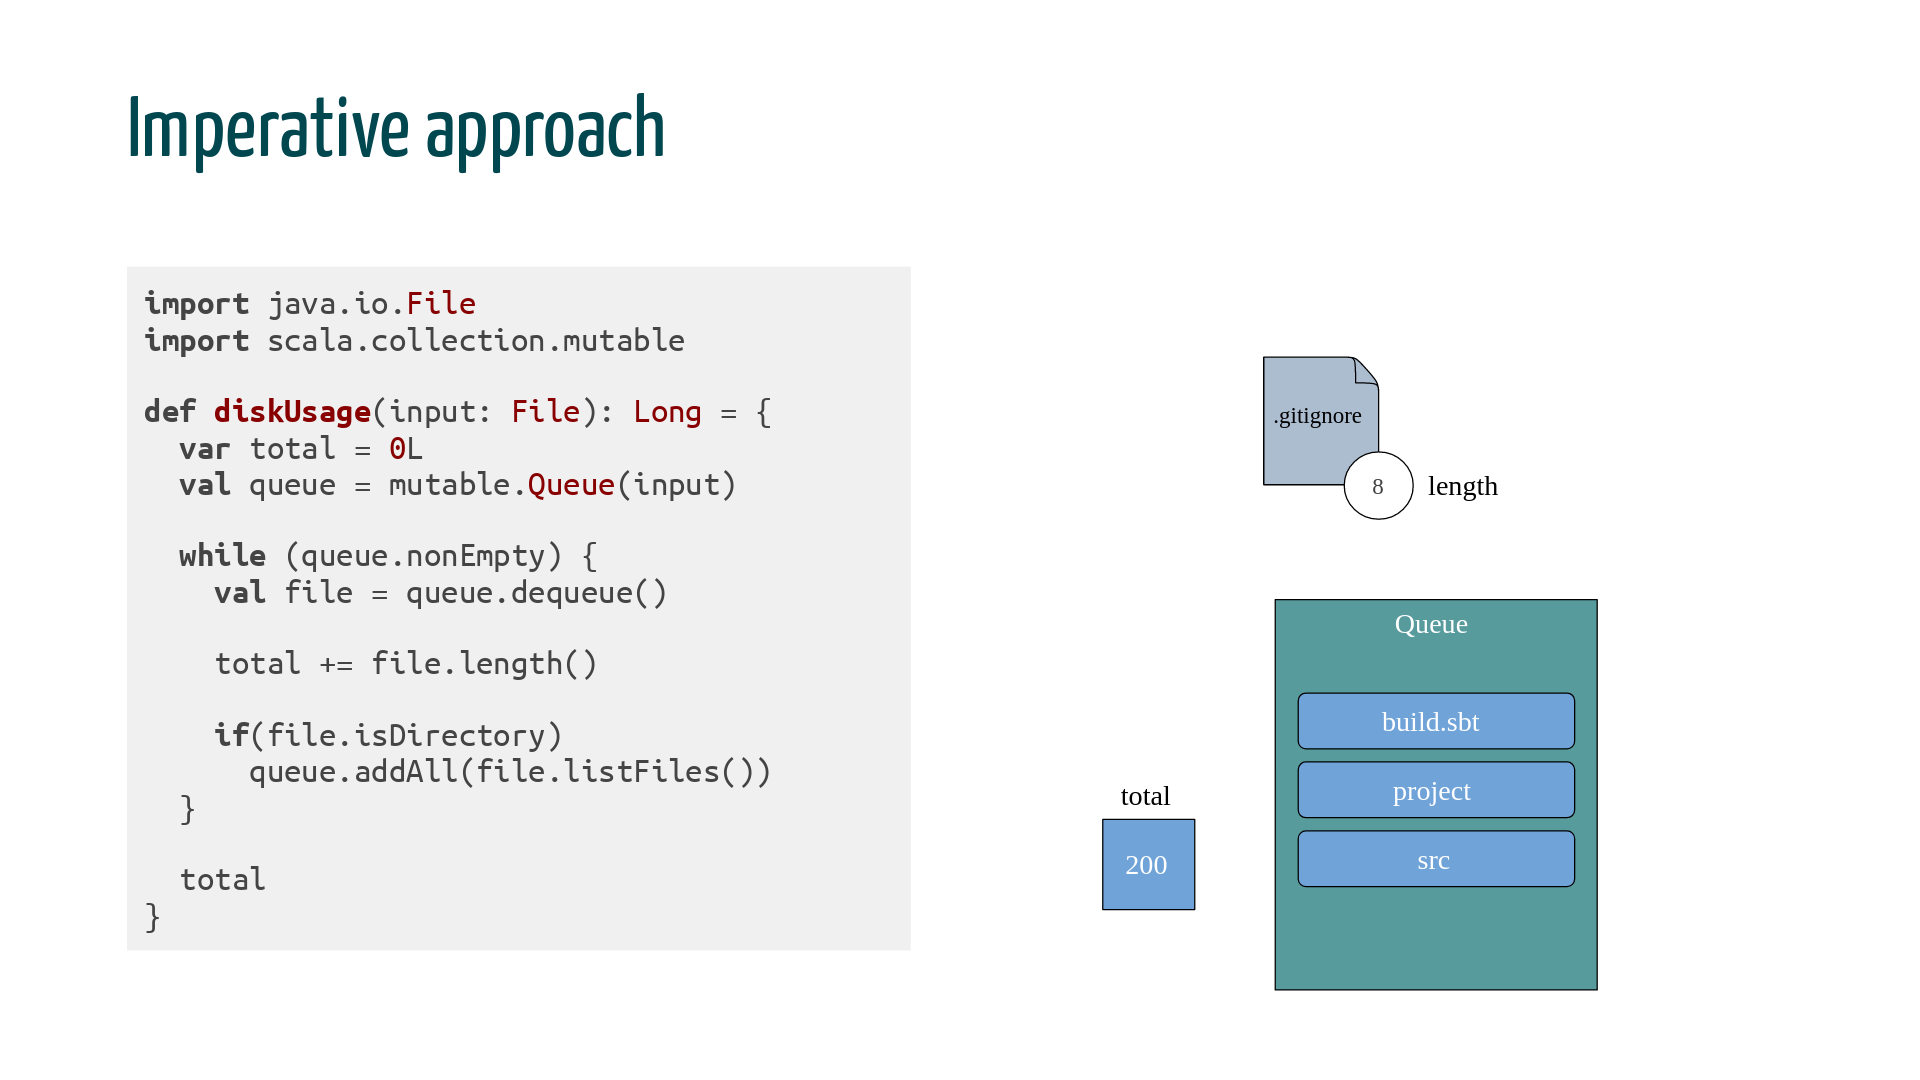 Imperative approach
import java.io.File
import scala.collection.mutable
def diskUsage(input: File): Long = {
  var total = 0L
  val queue = mutable.Queue(input)
  while (queue.nonEmpty) {
    val file = queue.dequeue()
    total += file.length()
    if(file.isDirectory)
      queue.addAll(file.listFiles())
  }
  total
}
.gitignore
8
length
Queue
build.sbt
project
src
total
200